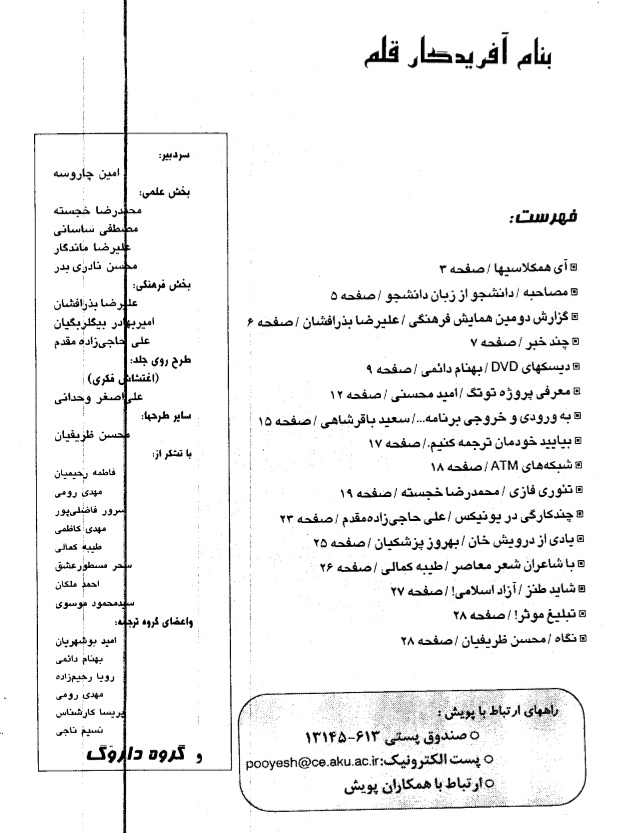 بنام آفریدگار قلم
فهرست:
آی همکلاسیها / صفحه ۳
مصاحبه / دانشجو از زبان دانشجو / صفحه ۵
گزارش دومین همایش فرهنگی / علیرضا بذرافشان / صفحه ۶
چند خبر / صفحه ۷
دیسکهای DVD / بهنام دائمی / صفحه ۹
معرفی پروژه توتگ / امید محسنی / صفحه ۱۲
به ورودی و خروجی برنامه... / سعید باقرشاهی / صفحه ۱۵
بیایید خودمان ترجمه کنیم. / صفحه ۱۷
شبکه‌های ATM / صفحه ۱۸
تئوری فازی / محمدرضا خجسته / صفحه ۱۹
چندکارگی در یونیکس / علی حاجی‌زاده‌مقدم / صفحه ۲۳
یادی از درویش خان / بهروز پزشکیان / صفحه ۲۵
با شاعران شعر معاصر / طیبه کمالی / صفحه ۲۶
شاید طنز / آزاد اسلامی! / صفحه ۲۷
تبلیغ موثر! / صفحه ۲۸
نگاه / محسن ظریفیان / صفحه ۲۸
راههای ارتباط با پویش :
صندوق پستی ۶۱۳-۱۳۱۴۵
پست الکترونیک: pooyesh@ce.aku.ac.ir
ارتباط با همکاران پویش
سردبیر:
امین چاروسه
بخش علمی:
محمدرضا خجسته
مصطفی ساسانی
علیرضا ماندگار
محسن نادری بدر
بخش فرهنگی:
علیرضا بذرافشان
امیربهادر بیگلربگیان
علی حاجی‌زاده مقدم
طرح روی جلد:
(اغتشاش فکری)
علی‌اصغر وحدانی
سایر طرحها:
محسن ظریفیان
با تشکر از:
فاطمه رحیمیان
مهدی رومی
سرور فاضلی‌پور
مهدی کاظمی
طیبه کمالی
سحر مسطورعشق
احمد ملکان
سیدمحمود موسوی
واعضای گروه ترجمه:
امید بوشهریان
بهنام دائمی
رویا رحیم‌زاده
مهدی رومی
پریسا کارشناس
نسیم ناجی
و گروه داروگ